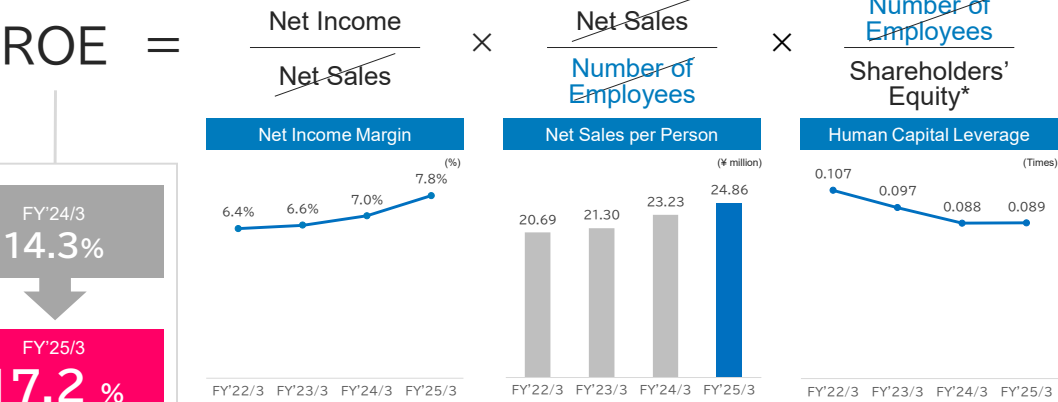 ROE = Net Income / Net Sales × Net Sales / Number of Employees × Number of Employees / Shareholders' Equity*
Net Income Margin
(%)
6.4%
6.6%
7.0%
7.8%
FY'22/3 FY'23/3 FY'24/3 FY'25/3
Net Sales per Person
(¥ million)
20.69
21.30
23.23
24.86
FY'22/3 FY'23/3 FY'24/3 FY'25/3
Human Capital Leverage
(Times)
0.107
0.097
0.088
0.089
FY'22/3 FY'23/3 FY'24/3 FY'25/3
FY'24/3
14.3%
FY'25/3
17.2 %